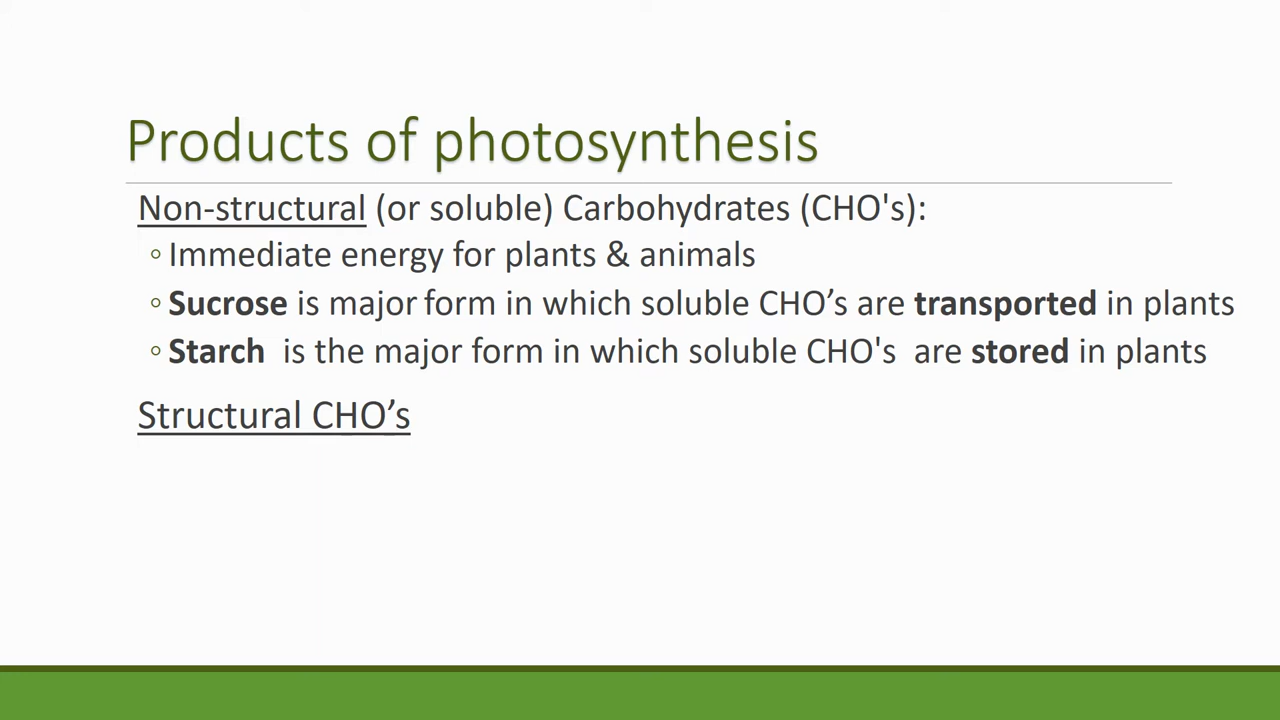 Products of photosynthesis
Non-structural (or soluble) Carbohydrates (CHO's):
◦ Immediate energy for plants & animals
◦ Sucrose is major form in which soluble CHO’s are transported in plants
◦ Starch is the major form in which soluble CHO's are stored in plants
Structural CHO’s